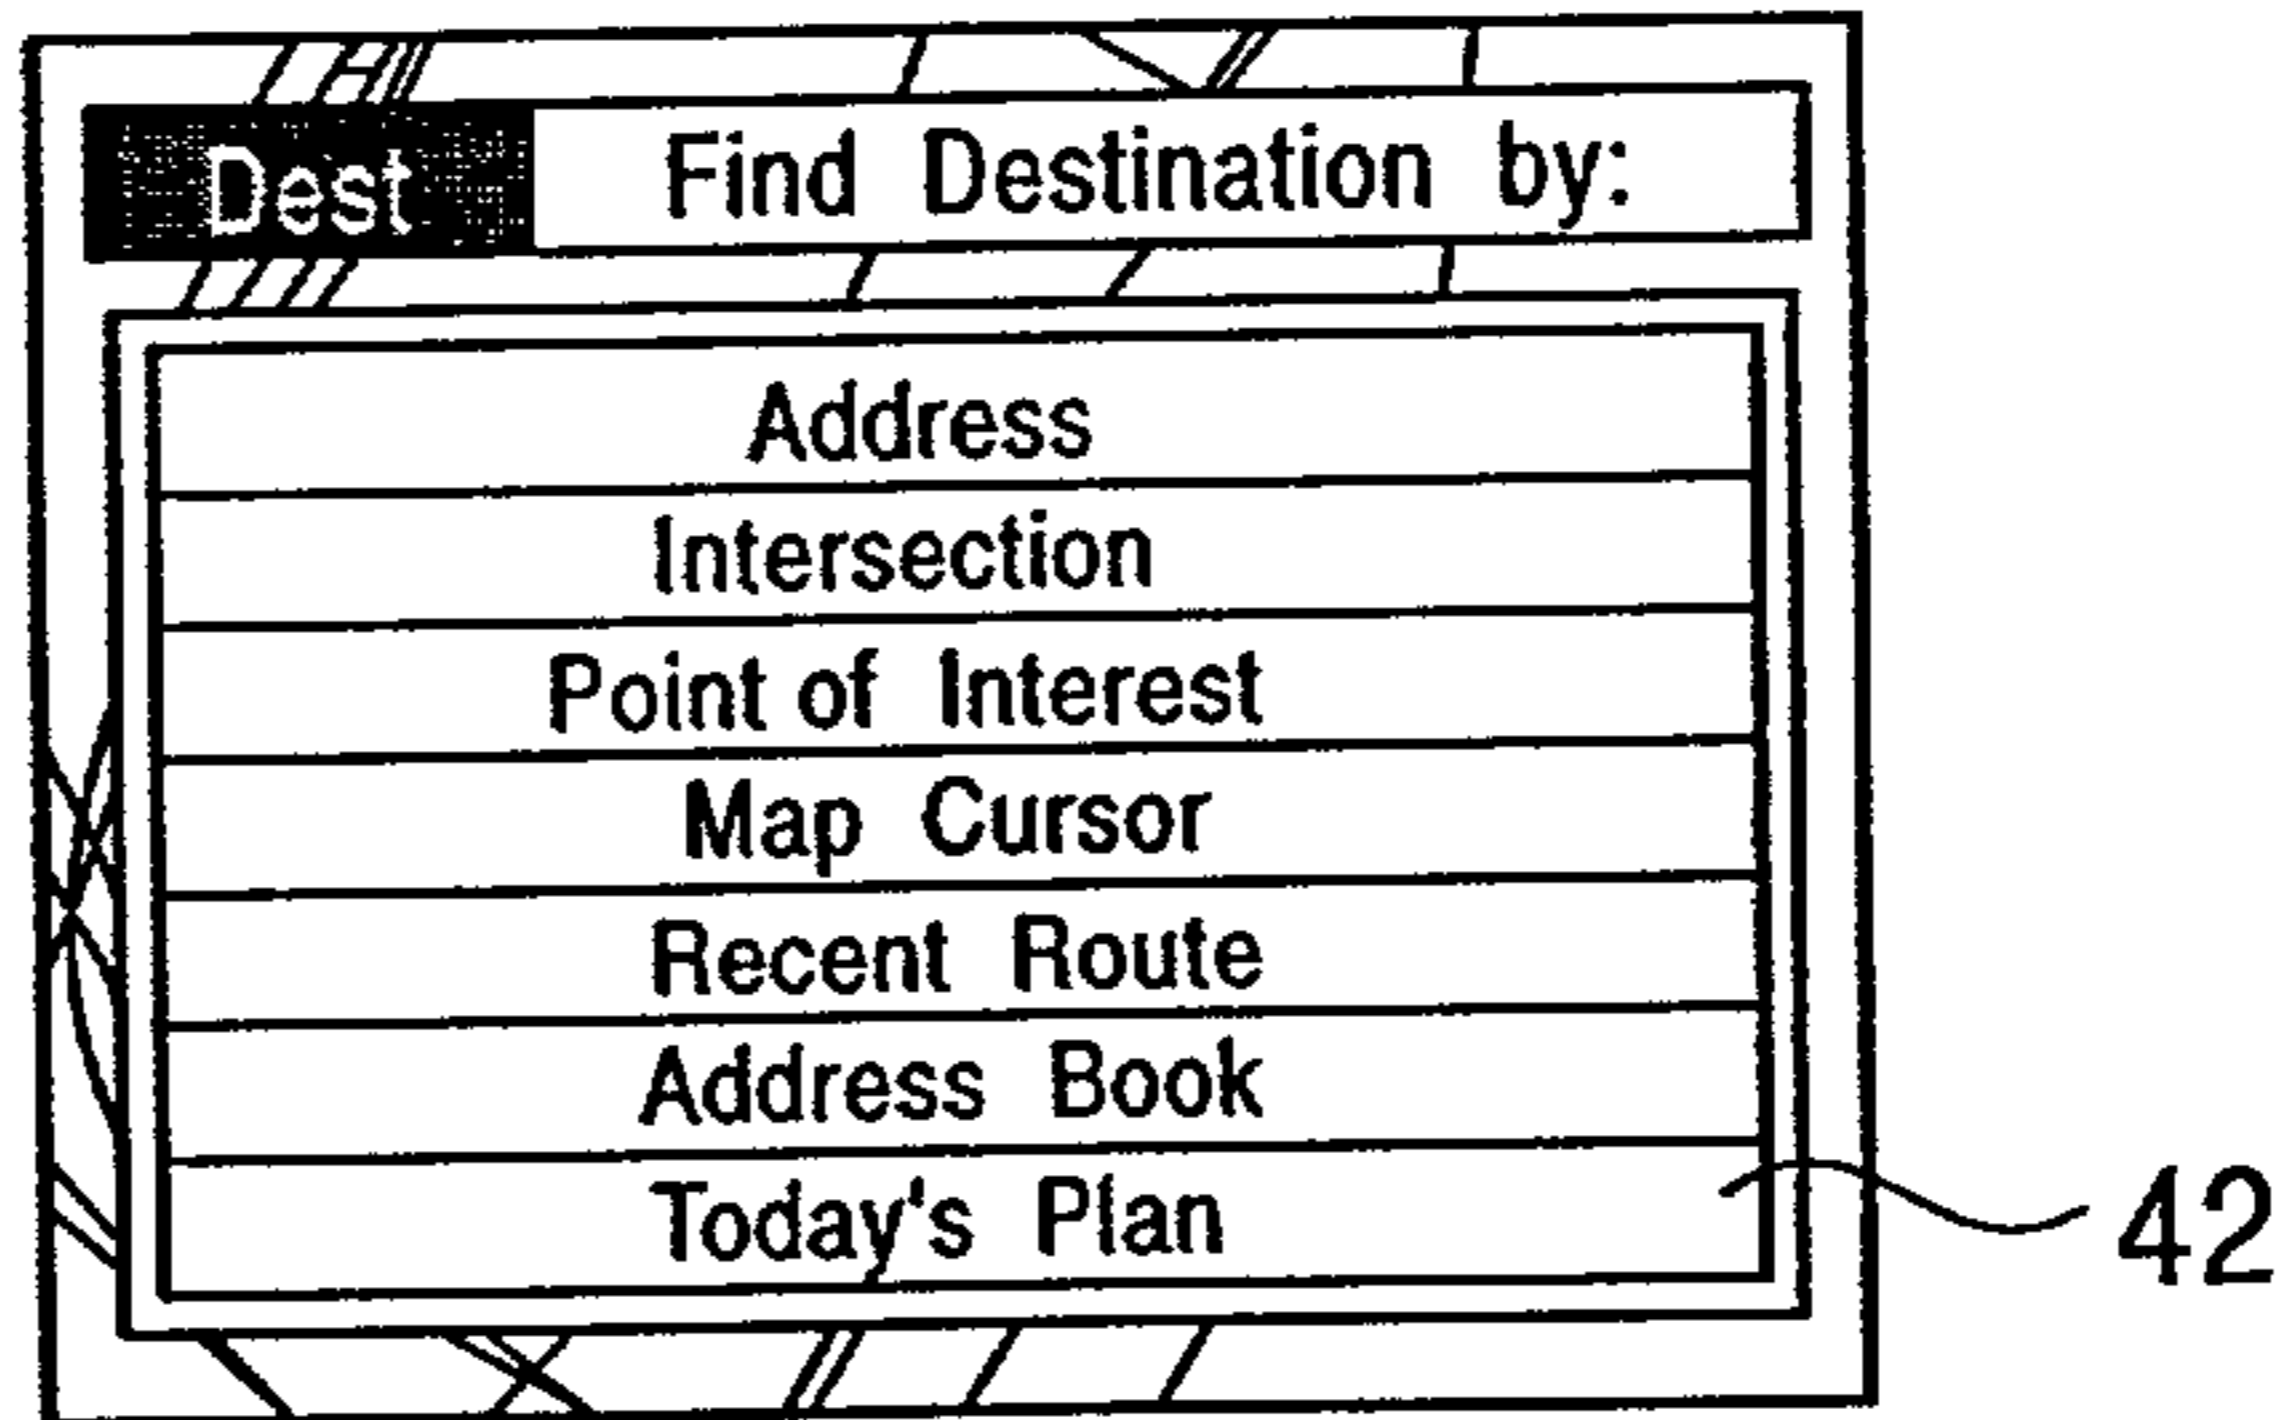 Dest Find Destination by:
Address
Intersection
Point of Interest
Map Cursor
Recent Route
Address Book
Today's Plan
42